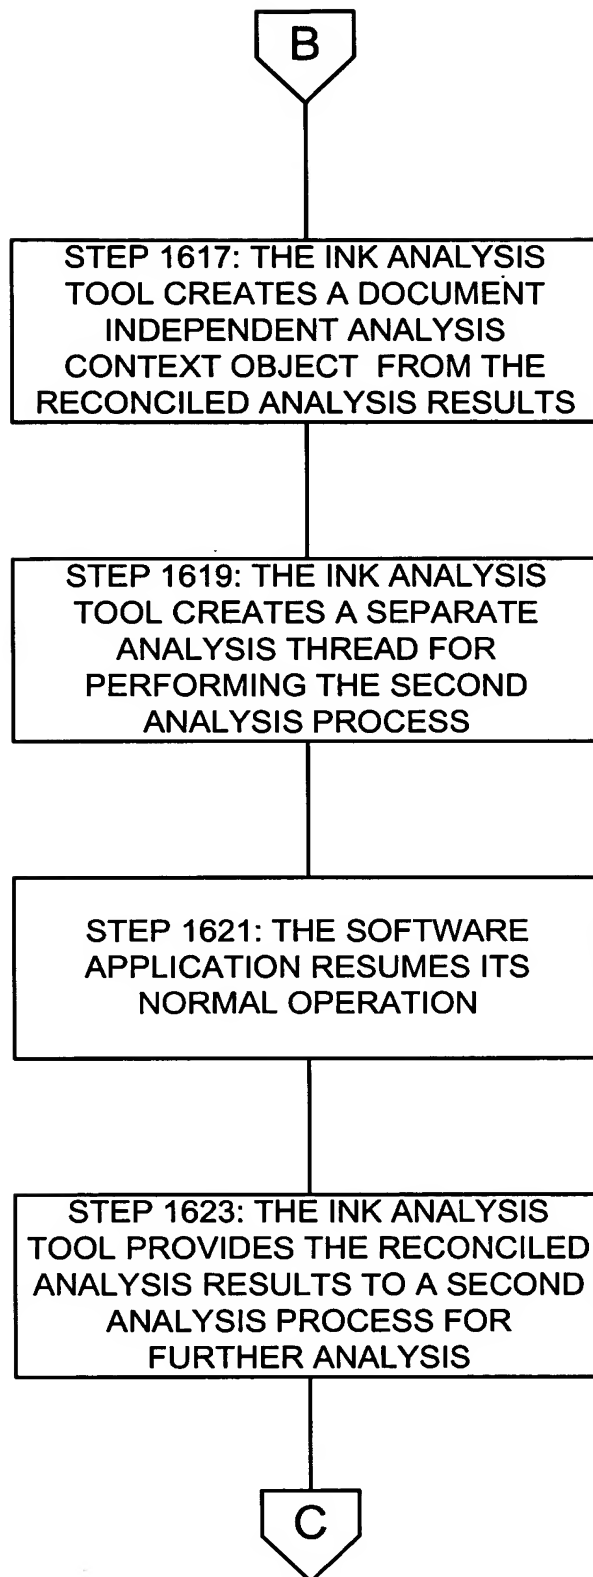 B
STEP 1617: THE INK ANALYSIS
TOOL CREATES A DOCUMENT
INDEPENDENT ANALYSIS
CONTEXT OBJECT FROM THE
RECONCILED ANALYSIS RESULTS
STEP 1619: THE INK ANALYSIS
TOOL CREATES A SEPARATE
ANALYSIS THREAD FOR
PERFORMING THE SECOND
ANALYSIS PROCESS
STEP 1621: THE SOFTWARE
APPLICATION RESUMES ITS
NORMAL OPERATION
STEP 1623: THE INK ANALYSIS
TOOL PROVIDES THE RECONCILED
ANALYSIS RESULTS TO A SECOND
ANALYSIS PROCESS FOR
FURTHER ANALYSIS
C